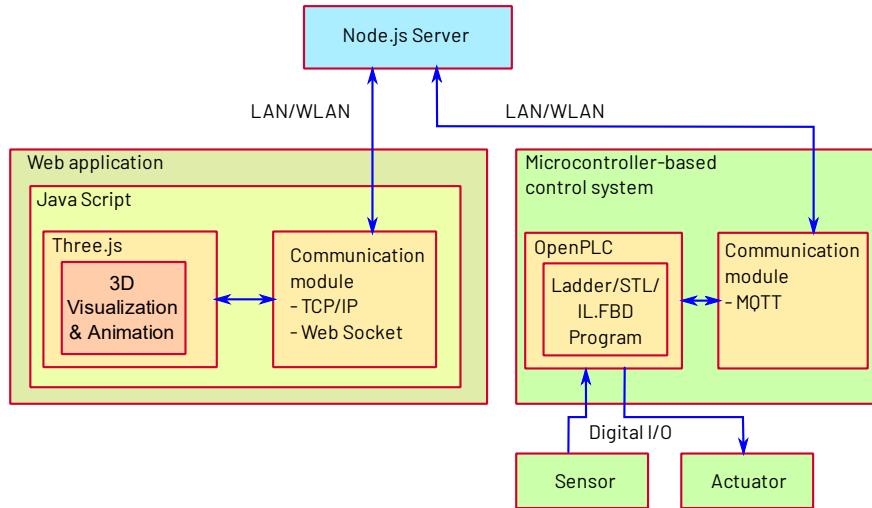 Node.js Server
LAN/WLAN
LAN/WLAN
Web application
Java Script
Three.js
3D
Visualization
& Animation
Communication
module
- TCP/IP
- Web Socket
Microcontroller-based
control system
OpenPLC
Ladder/STL/
IL.FBD
Program
Communication
module
- MQTT
Digital I/O
Sensor
Actuator